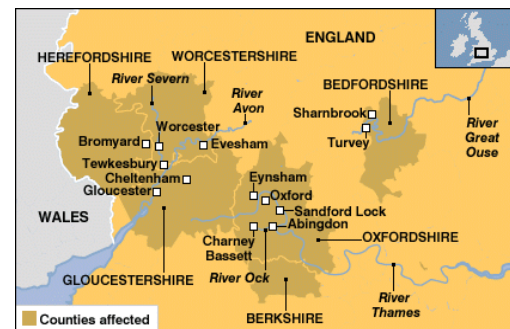 ENGLAND
HEREFORDSHIRE
WORCESTERSHIRE
River Severn
River
Avon
BEDFORDSHIRE
Sharnbrook
Turvey
River
Great
Ouse
Bromyard
Worcester
Evesham
Tewkesbury
Cheltenham
Gloucester
Eynsham
Oxford
Sandford Lock
Abingdon
WALES
Charney
Bassett
OXFORDSHIRE
GLOUCESTERSHIRE
River Ock
River
Thames
BERKSHIRE
Counties affected